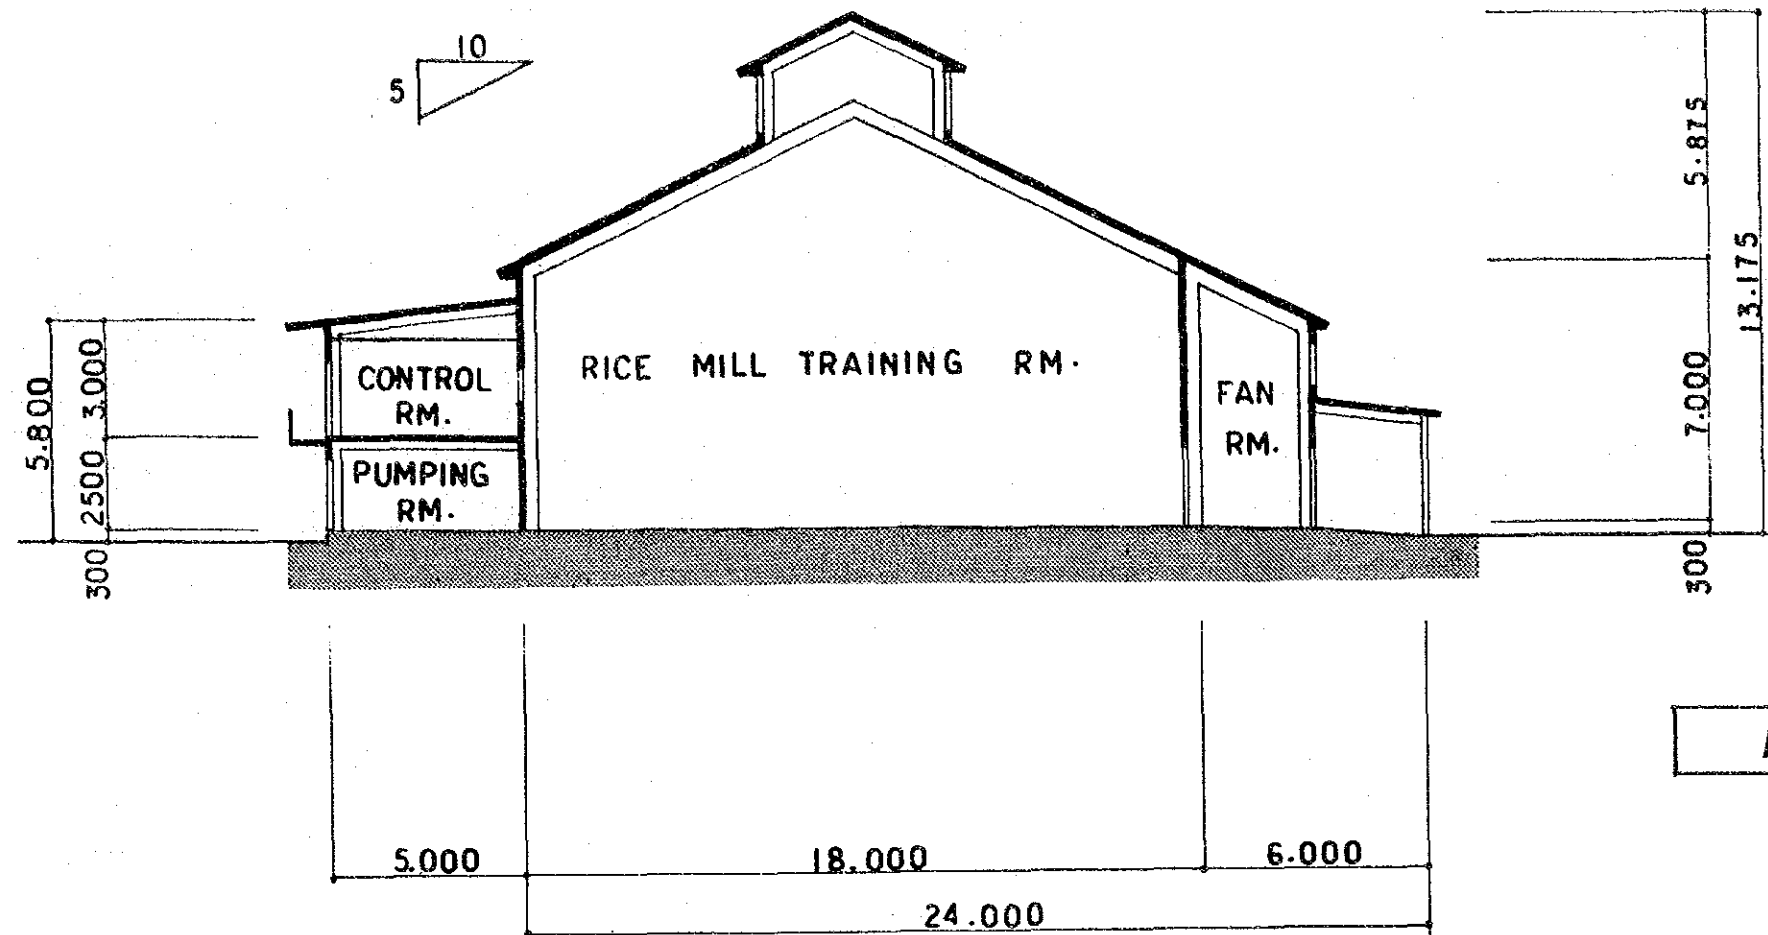 10
5
5.875
13.175
7.000
300
5.800
3.000
2500
300
CONTROL
RM.
PUMPING
RM.
RICE MILL TRAINING RM.
FAN
RM.
5.000
18.000
6.000
24.000